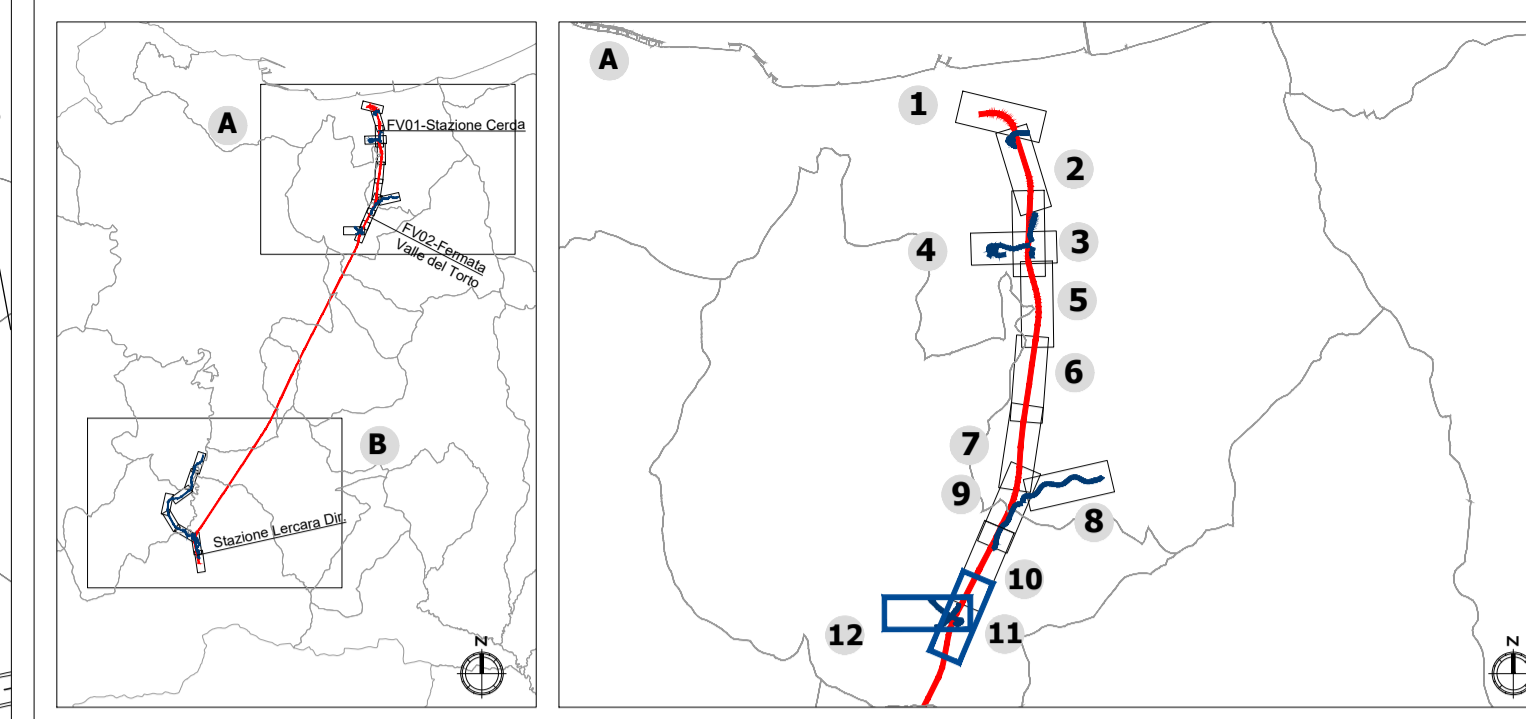 A
FV01-Stazione Cerda
FV02-Fermata
Valle del Torto
B
Stazione Lercara Dir.
N
A
1
2
3
4
5
6
7
9
8
10
11
12
N